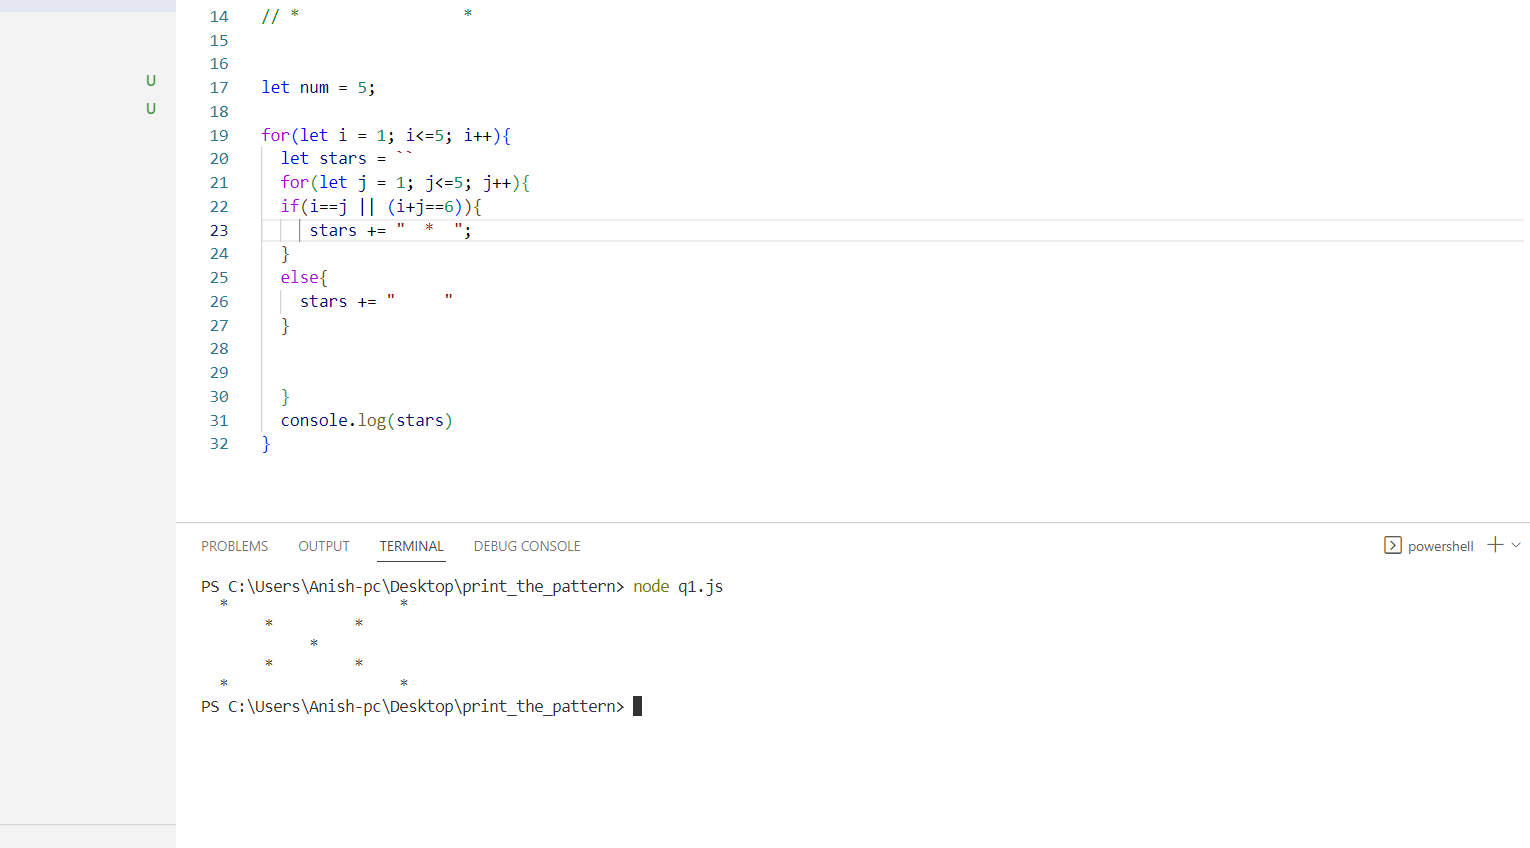 U
U
14 // *                 *
15
16
17 let num = 5;
18
19 for(let i = 1; i<=5; i++){
20   let stars = ``
21   for(let j = 1; j<=5; j++){
22   if(i==j || (i+j==6)){
23      stars += "  *  ";
24   }
25   else{
26     stars += "     "
27   }
28
29
30   }
31   console.log(stars)
32 }
PROBLEMS OUTPUT TERMINAL DEBUG CONSOLE powershell
PS C:\Users\Anish-pc\Desktop\print_the_pattern> node q1.js
  *                   *
       *         *
            *
       *         *
  *                   *
PS C:\Users\Anish-pc\Desktop\print_the_pattern>